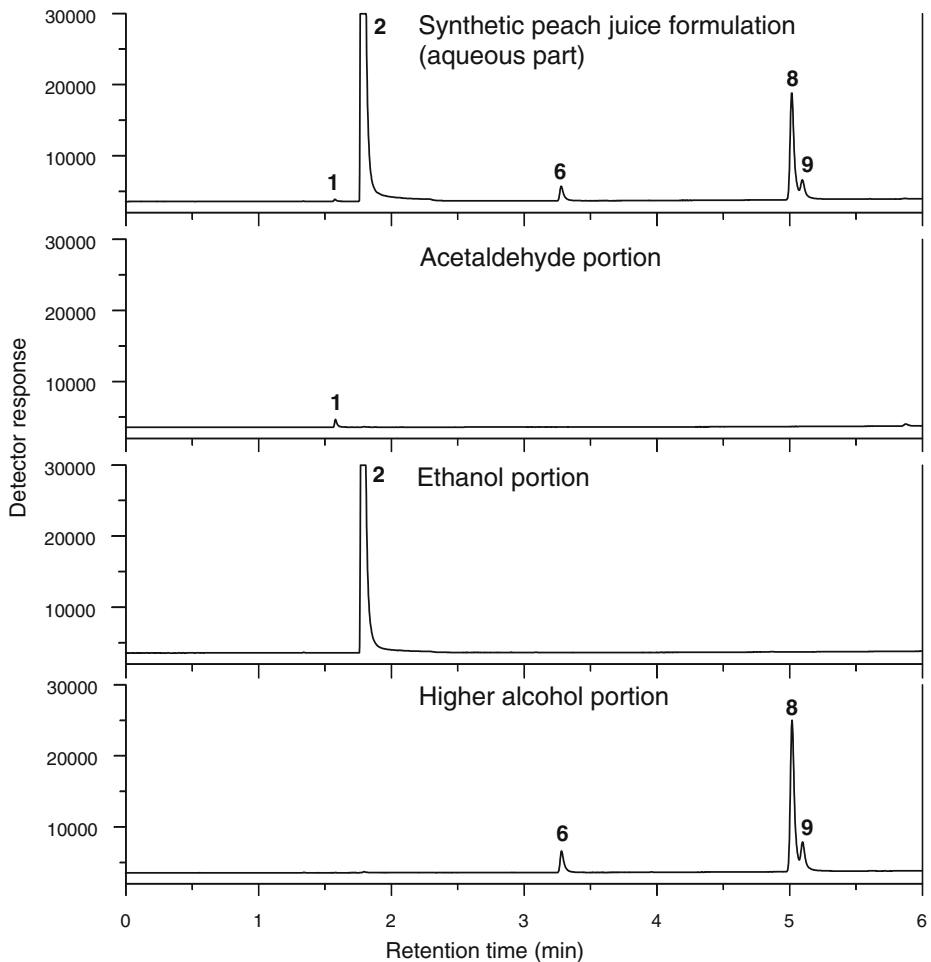 30000
20000
10000
2
Synthetic peach juice formulation
(aqueous part)
1
6
8
9
30000
20000
10000
Acetaldehyde portion
1
Detector response
30000
20000
10000
2
Ethanol portion
30000
20000
10000
Higher alcohol portion
6
8
9
0 1 2 3 4 5 6
Retention time (min)